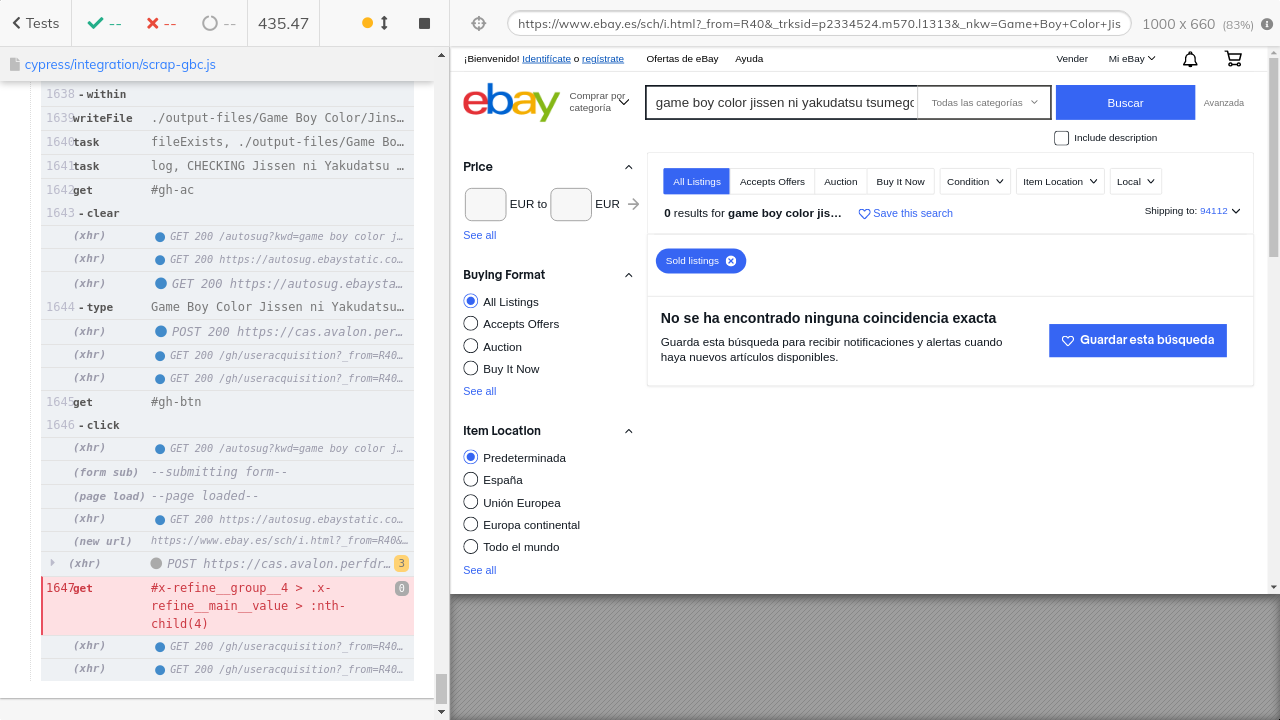 Tests
--
--
--
435.47
https://www.ebay.es/sch/i.html?_from=R40&_trksid=p2334524.m570.l1313&_nkw=Game+Boy+Color+Jis
1000 x 660 (83%)
cypress/integration/scrap-gbc.js
1638 - within
1639 writeFile ./output-files/Game Boy Color/Jins…
1640 task fileExists, ./output-files/Game Bo…
1641 task log, CHECKING Jissen ni Yakudatsu …
1642 get #gh-ac
1643 - clear
(xhr) GET 200 /autosug?kwd=game boy color j…
(xhr) GET 200 https://autosug.ebaystatic.co…
(xhr) GET 200 https://autosug.ebaysta…
1644 - type Game Boy Color Jissen ni Yakudatsu…
(xhr) POST 200 https://cas.avalon.per…
(xhr) GET 200 /gh/useracquisition?_from=R40…
(xhr) GET 200 /gh/useracquisition?_from=R40…
1645 get #gh-btn
1646 - click
(xhr) GET 200 /autosug?kwd=game boy color j…
(form sub) --submitting form--
(page load) --page loaded--
(xhr) GET 200 https://autosug.ebaystatic.co…
(new url) https://www.ebay.es/sch/i.html?_from=R40&…
(xhr) POST https://cas.avalon.perfdr… 3
1647 get #x-refine__group__4 > .x- 0
refine__main__value > :nth-
child(4)
(xhr) GET 200 /gh/useracquisition?_from=R40…
(xhr) GET 200 /gh/useracquisition?_from=R40…
¡Bienvenido! Identifícate o regístrate Ofertas de eBay Ayuda Vender Mi eBay
ebay
Comprar por
categoría
game boy color jissen ni yakudatsu tsumego
Todas las categorías
Buscar
Avanzada
Include description
Price
EUR to EUR
See all
Buying Format
All Listings
Accepts Offers
Auction
Buy It Now
See all
Item Location
Predeterminada
España
Unión Europea
Europa continental
Todo el mundo
See all
All Listings Accepts Offers Auction Buy It Now Condition Item Location Local
0 results for game boy color jis… Save this search Shipping to: 94112
Sold listings
No se ha encontrado ninguna coincidencia exacta
Guarda esta búsqueda para recibir notificaciones y alertas cuando
haya nuevos artículos disponibles.
Guardar esta búsqueda